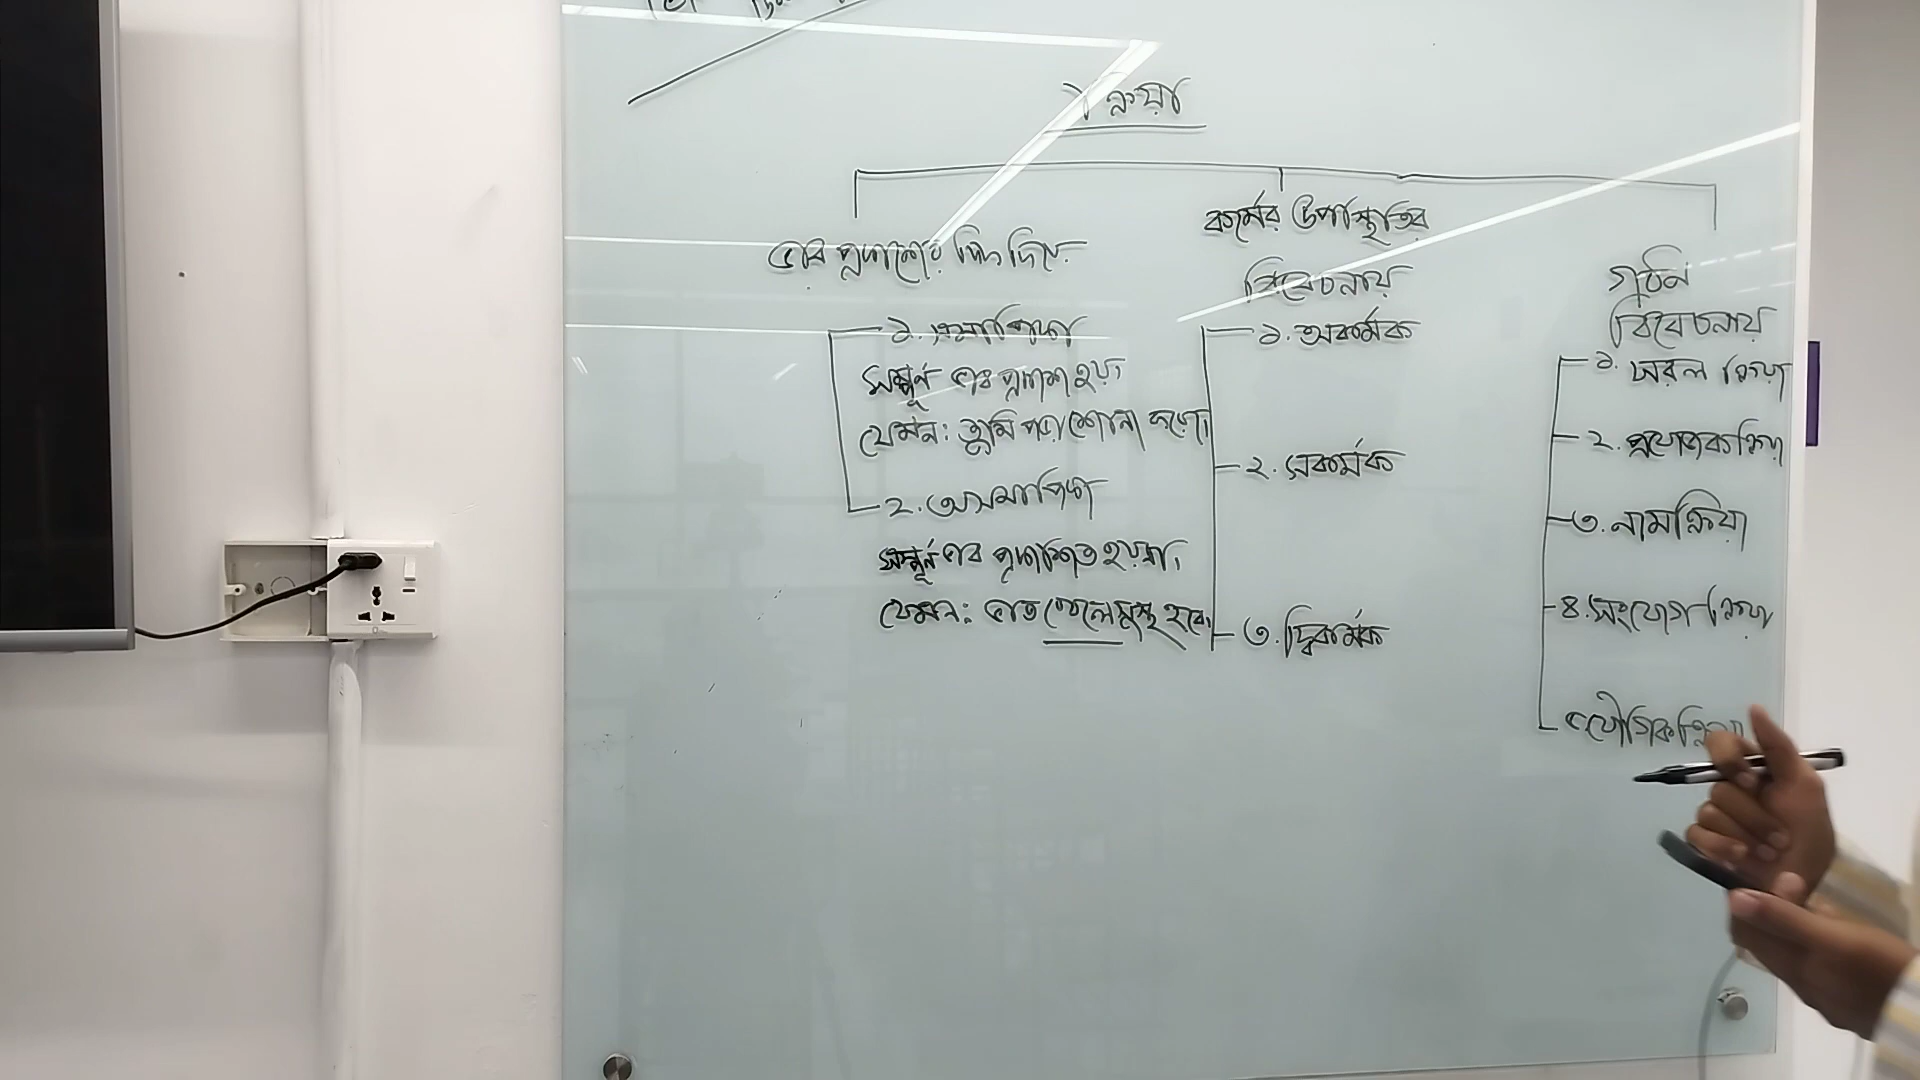 ক্রিয়া
ভাব প্রকাশের দিক দিয়ে
১. সমাপিকা
সম্পূর্ন ভাব প্রকাশ হয়।
যেমন: তুমি পড়াশোনা করো।
২. অসমাপিকা
সম্পূর্ন ভাব প্রকাশিত হয় না।
যেমন: ভাত খেলে সুস্থ হবে।
কর্মের উপস্থিতির
বিবেচনায়
১. অকর্মক
২. সকর্মক
৩. দ্বিকর্মক
গঠন
বিবেচনায়
১. সরল ক্রিয়া
২. প্রযোজক ক্রিয়া
৩. নামক্রিয়া
৪. সংযোগ ক্রিয়া
৫ যৌগিক ক্রিয়া